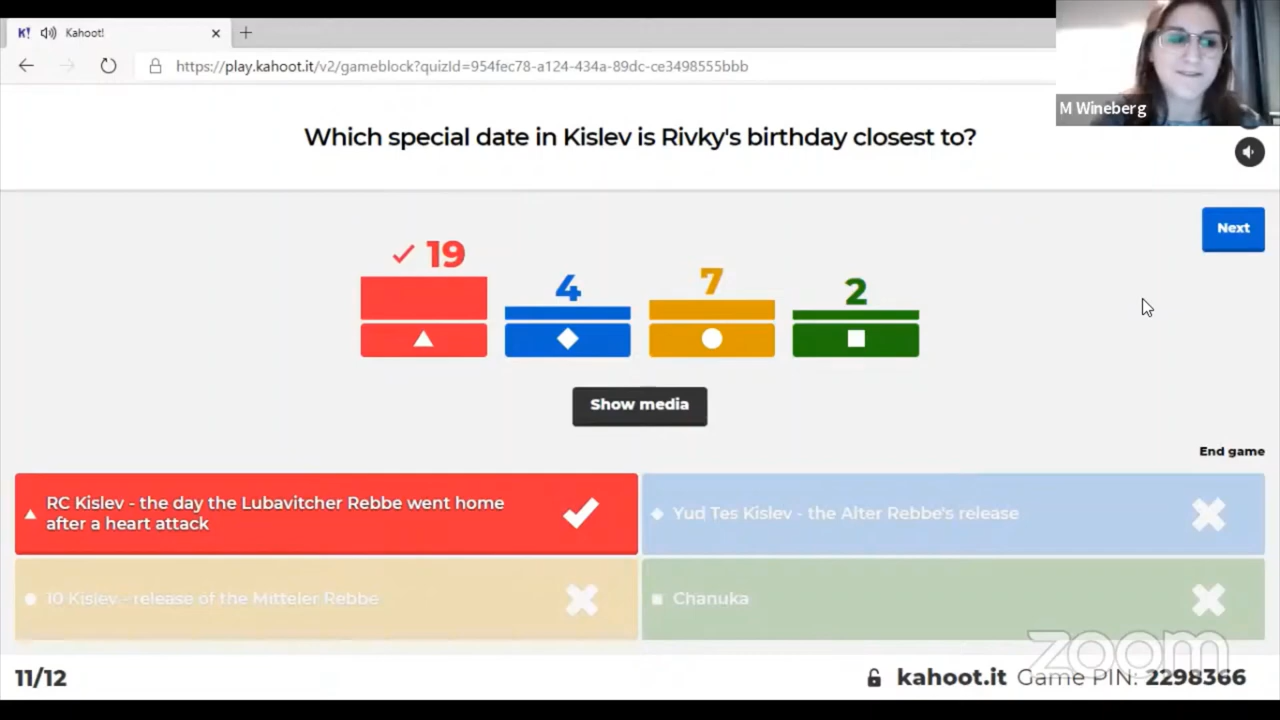 K! Kahoot!
https://play.kahoot.it/v2/gameblock?quizId=954fec78-a124-434a-89dc-ce3498555bbb
M Wineberg
Which special date in Kislev is Rivky's birthday closest to?
Next
19
4
7
2
Show media
End game
RC Kislev - the day the Lubavitcher Rebbe went home
after a heart attack
Yud Tes Kislev - the Alter Rebbe's release
10 Kislev - release of the Mitteler Rebbe
Chanuka
zoom
11/12
kahoot.it Game PIN: 2298366